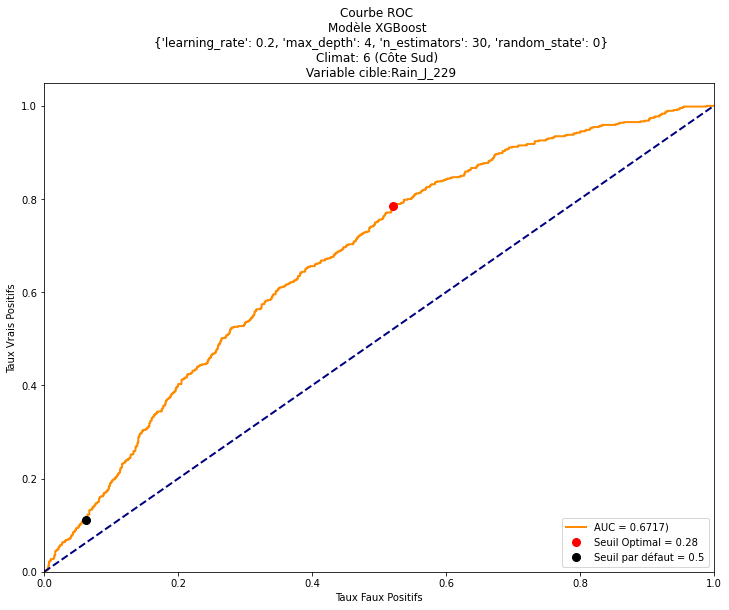 Courbe ROC
Modèle XGBoost
{'learning_rate': 0.2, 'max_depth': 4, 'n_estimators': 30, 'random_state': 0}
Climat: 6 (Côte Sud)
Variable cible:Rain_J_229
1.0
0.8
0.6
0.4
0.2
0.0
Taux Vrais Positifs
AUC = 0.6717)
Seuil Optimal = 0.28
Seuil par défaut = 0.5
0.0 0.2 0.4 0.6 0.8 1.0
Taux Faux Positifs